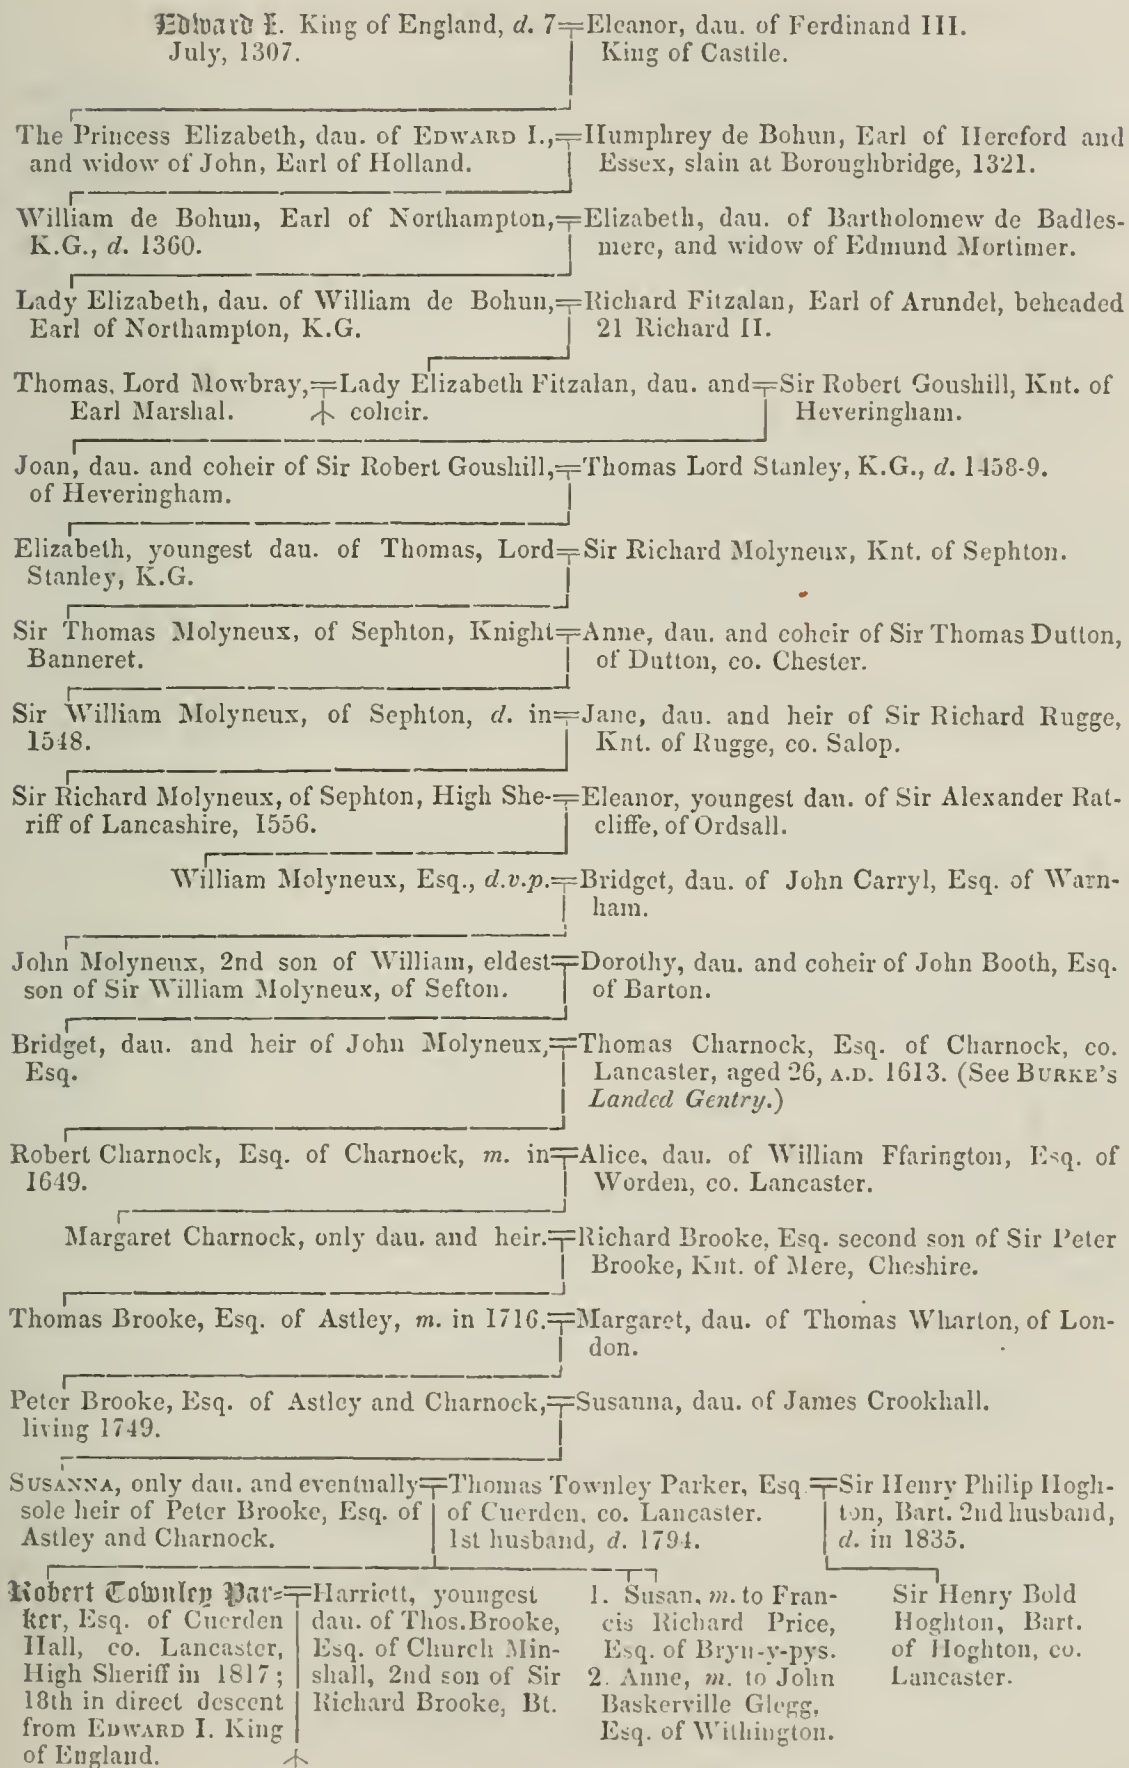 Edward I. King of England, d. 7 = Eleanor, dau. of Ferdinand III.
July, 1307. King of Castile.
The Princess Elizabeth, dau. of EDWARD I., = Humphrey de Bohun, Earl of Hereford and
and widow of John, Earl of Holland. Essex, slain at Boroughbridge, 1321.
William de Bohun, Earl of Northampton, = Elizabeth, dau. of Bartholomew de Badles-
K.G., d. 1360. mere, and widow of Edmund Mortimer.
Lady Elizabeth, dau. of William de Bohun, = Richard Fitzalan, Earl of Arundel, beheaded
Earl of Northampton, K.G. 21 Richard II.
Thomas, Lord Mowbray, = Lady Elizabeth Fitzalan, dau. and = Sir Robert Goushill, Knt. of
Earl Marshal. coheir. Heveringham.
Joan, dau. and coheir of Sir Robert Goushill, = Thomas Lord Stanley, K.G., d. 1458-9.
of Heveringham.
Elizabeth, youngest dau. of Thomas, Lord = Sir Richard Molyneux, Knt. of Sephton.
Stanley, K.G.
Sir Thomas Molyneux, of Sephton, Knight = Anne, dau. and coheir of Sir Thomas Dutton,
Banneret. of Dutton, co. Chester.
Sir William Molyneux, of Sephton, d. in = Jane, dau. and heir of Sir Richard Rugge,
1548. Knt. of Rugge, co. Salop.
Sir Richard Molyneux, of Sephton, High She- = Eleanor, youngest dau. of Sir Alexander Rat-
riff of Lancashire, 1556. cliffe, of Ordsall.
William Molyneux, Esq., d.v.p. = Bridget, dau. of John Carryl, Esq. of Warn-
ham.
John Molyneux, 2nd son of William, eldest = Dorothy, dau. and coheir of John Booth, Esq.
son of Sir William Molyneux, of Sefton. of Barton.
Bridget, dau. and heir of John Molyneux, = Thomas Charnock, Esq. of Charnock, co.
Esq. Lancaster, aged 26, A.D. 1613. (See BURKE'S
Landed Gentry.)
Robert Charnock, Esq. of Charnock, m. in = Alice, dau. of William Ffarington, Esq. of
1649. Worden, co. Lancaster.
Margaret Charnock, only dau. and heir. = Richard Brooke, Esq. second son of Sir Peter
Brooke, Knt. of Mere, Cheshire.
Thomas Brooke, Esq. of Astley, m. in 1716. = Margaret, dau. of Thomas Wharton, of Lon-
don.
Peter Brooke, Esq. of Astley and Charnock, = Susanna, dau. of James Crookhall.
living 1749.
SUSANNA, only dau. and eventually = Thomas Townley Parker, Esq = Sir Henry Philip Hogh-
sole heir of Peter Brooke, Esq. of of Cuerden, co. Lancaster. ton, Bart. 2nd husband,
Astley and Charnock. 1st husband, d. 1794. d. in 1835.
Robert Townley Par- = Harriett, youngest 1. Susan, m. to Fran- Sir Henry Bold
ker, Esq. of Cuerden dau. of Thos. Brooke, cis Richard Price, Hoghton, Bart.
Hall, co. Lancaster, Esq. of Church Min- Esq. of Bryn-y-pys. of Hoghton, co.
High Sheriff in 1817; shall, 2nd son of Sir 2. Anne, m. to John Lancaster.
18th in direct descent Richard Brooke, Bt. Baskerville Glegg,
from EDWARD I. King Esq. of Withington.
of England.